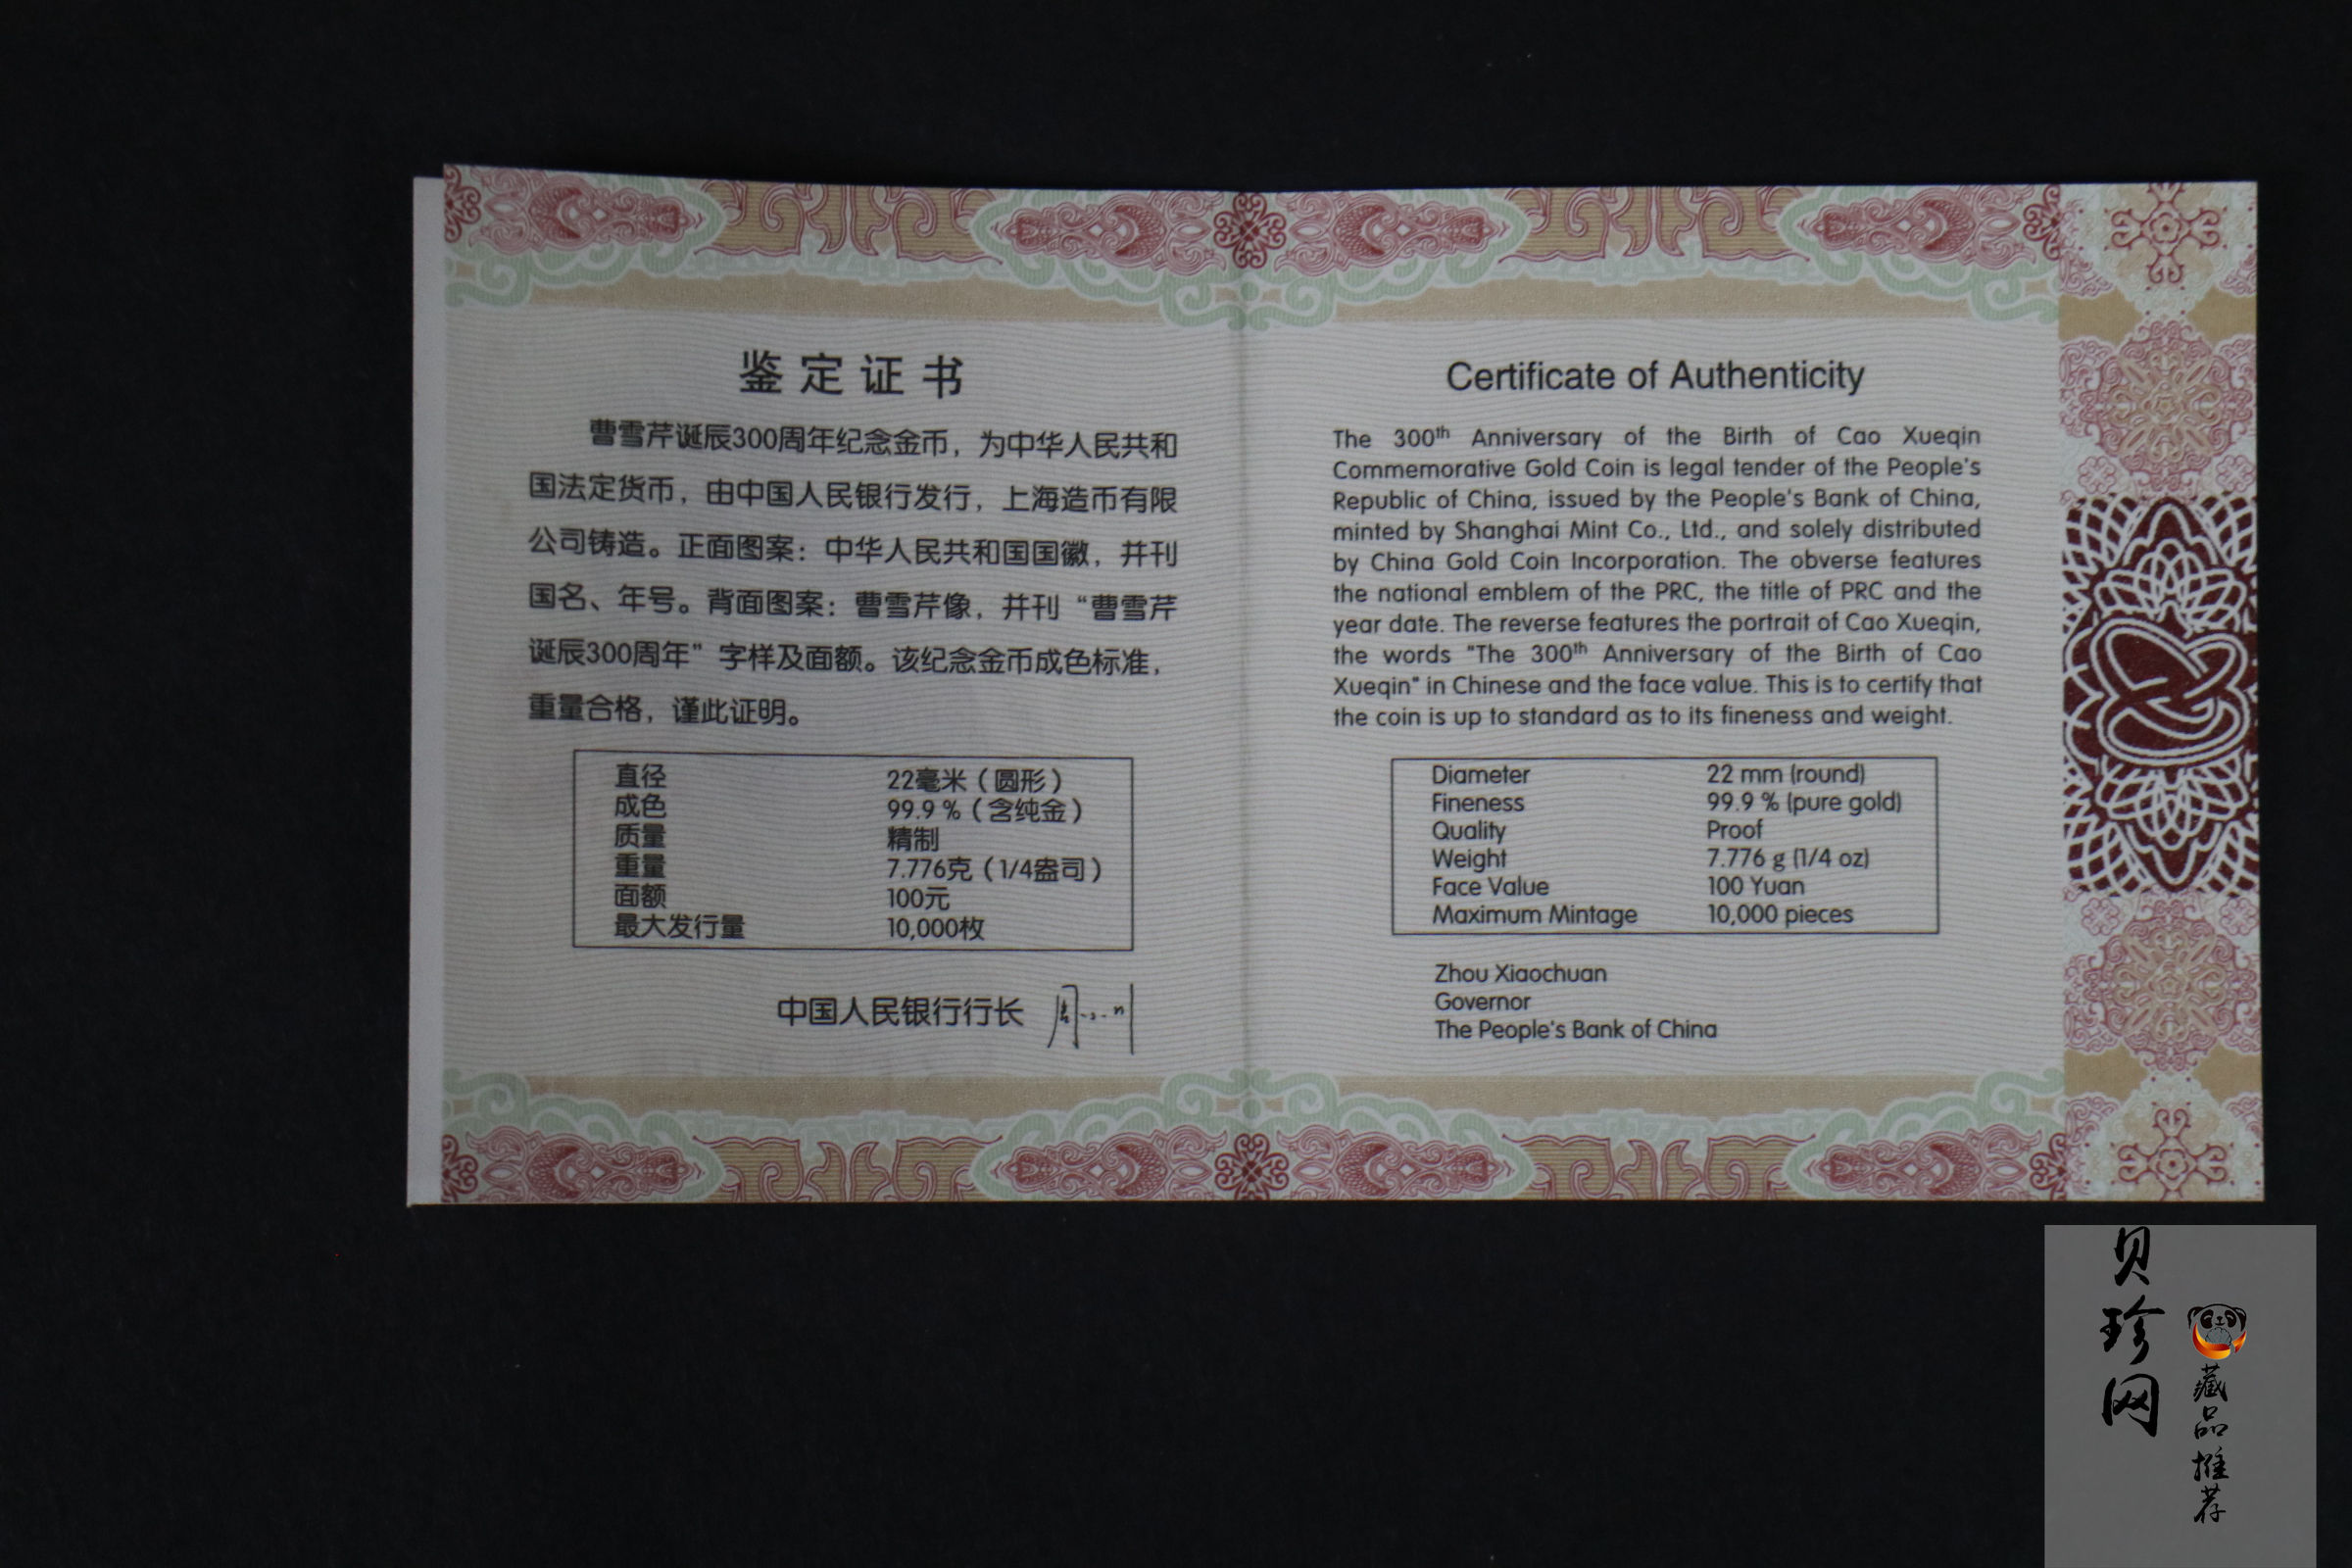 鉴定证书
曹雪芹诞辰300周年纪念金币，为中华人民共和
国法定货币，由中国人民银行发行，上海造币有限
公司铸造。正面图案：中华人民共和国国徽，并刊
国名、年号。背面图案：曹雪芹像，并刊“曹雪芹
诞辰300周年”字样及面额。该纪念金币成色标准，
重量合格，谨此证明。
直径 22毫米（圆形）
成色 99.9％（含纯金）
质量 精制
重量 7.776克（1/4盎司）
面额 100元
最大发行量 10,000枚
中国人民银行行长 周小川
Certificate of Authenticity
The 300th Anniversary of the Birth of Cao Xueqin
Commemorative Gold Coin is legal tender of the People's
Republic of China, issued by the People's Bank of China,
minted by Shanghai Mint Co., Ltd., and solely distributed
by China Gold Coin Incorporation. The obverse features
the national emblem of the PRC, the title of PRC and the
year date. The reverse features the portrait of Cao Xueqin,
the words "The 300th Anniversary of the Birth of Cao
Xueqin" in Chinese and the face value. This is to certify that
the coin is up to standard as to its fineness and weight.
Diameter 22 mm (round)
Fineness 99.9 % (pure gold)
Quality Proof
Weight 7.776 g (1/4 oz)
Face Value 100 Yuan
Maximum Mintage 10,000 pieces
Zhou Xiaochuan
Governor
The People's Bank of China
贝珍网
藏品推荐